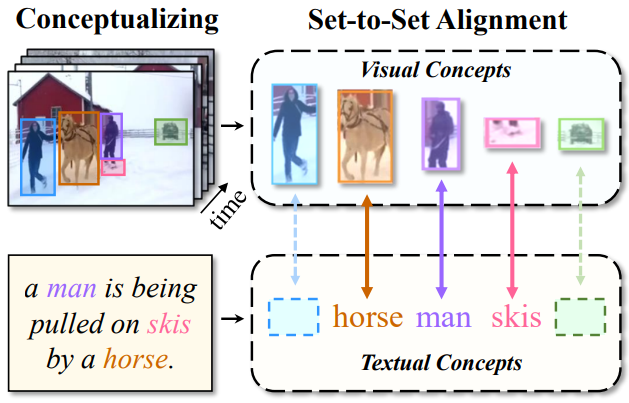 Conceptualizing
Set-to-Set Alignment
Visual Concepts
time
a man is being
pulled on skis
by a horse.
horse man skis
Textual Concepts